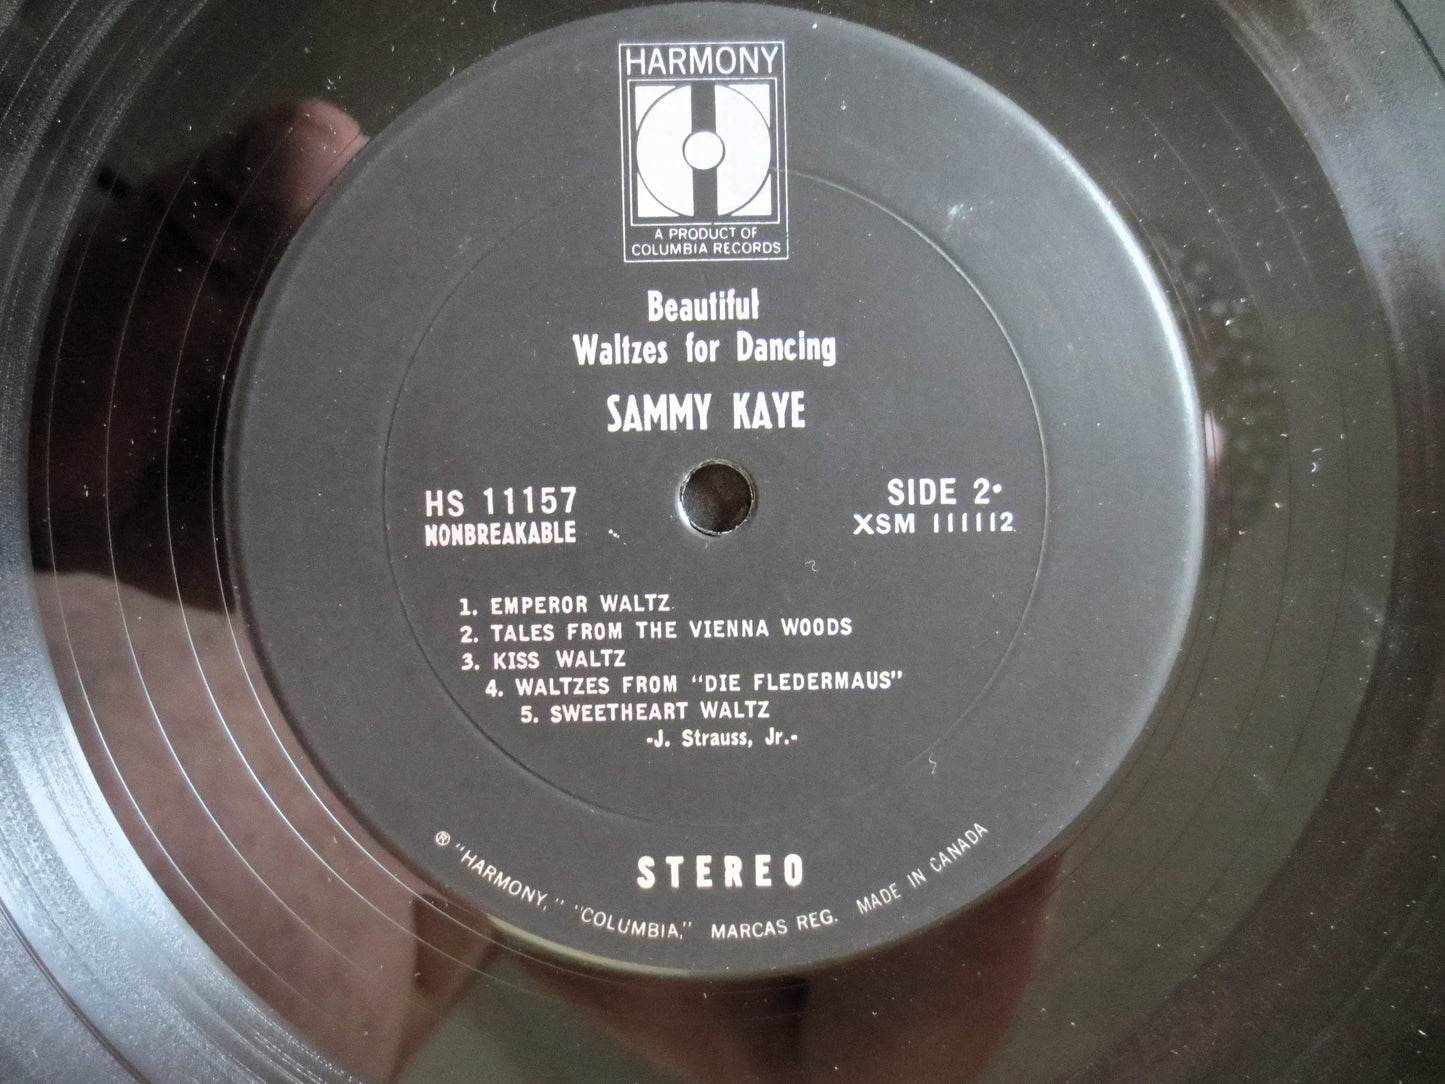 HARMONY
A PRODUCT OF
COLUMBIA RECORDS
Beautiful
Waltzes for Dancing
SAMMY KAYE
HS 11157
NONBREAKABLE
SIDE 2
XSM 111112
1. EMPEROR WALTZ
2. TALES FROM THE VIENNA WOODS
3. KISS WALTZ
4. WALTZES FROM "DIE FLEDERMAUS"
5. SWEETHEART WALTZ
-J. Strauss, Jr.-
STEREO
® "HARMONY," "COLUMBIA," MARCAS REG. MADE IN CANADA